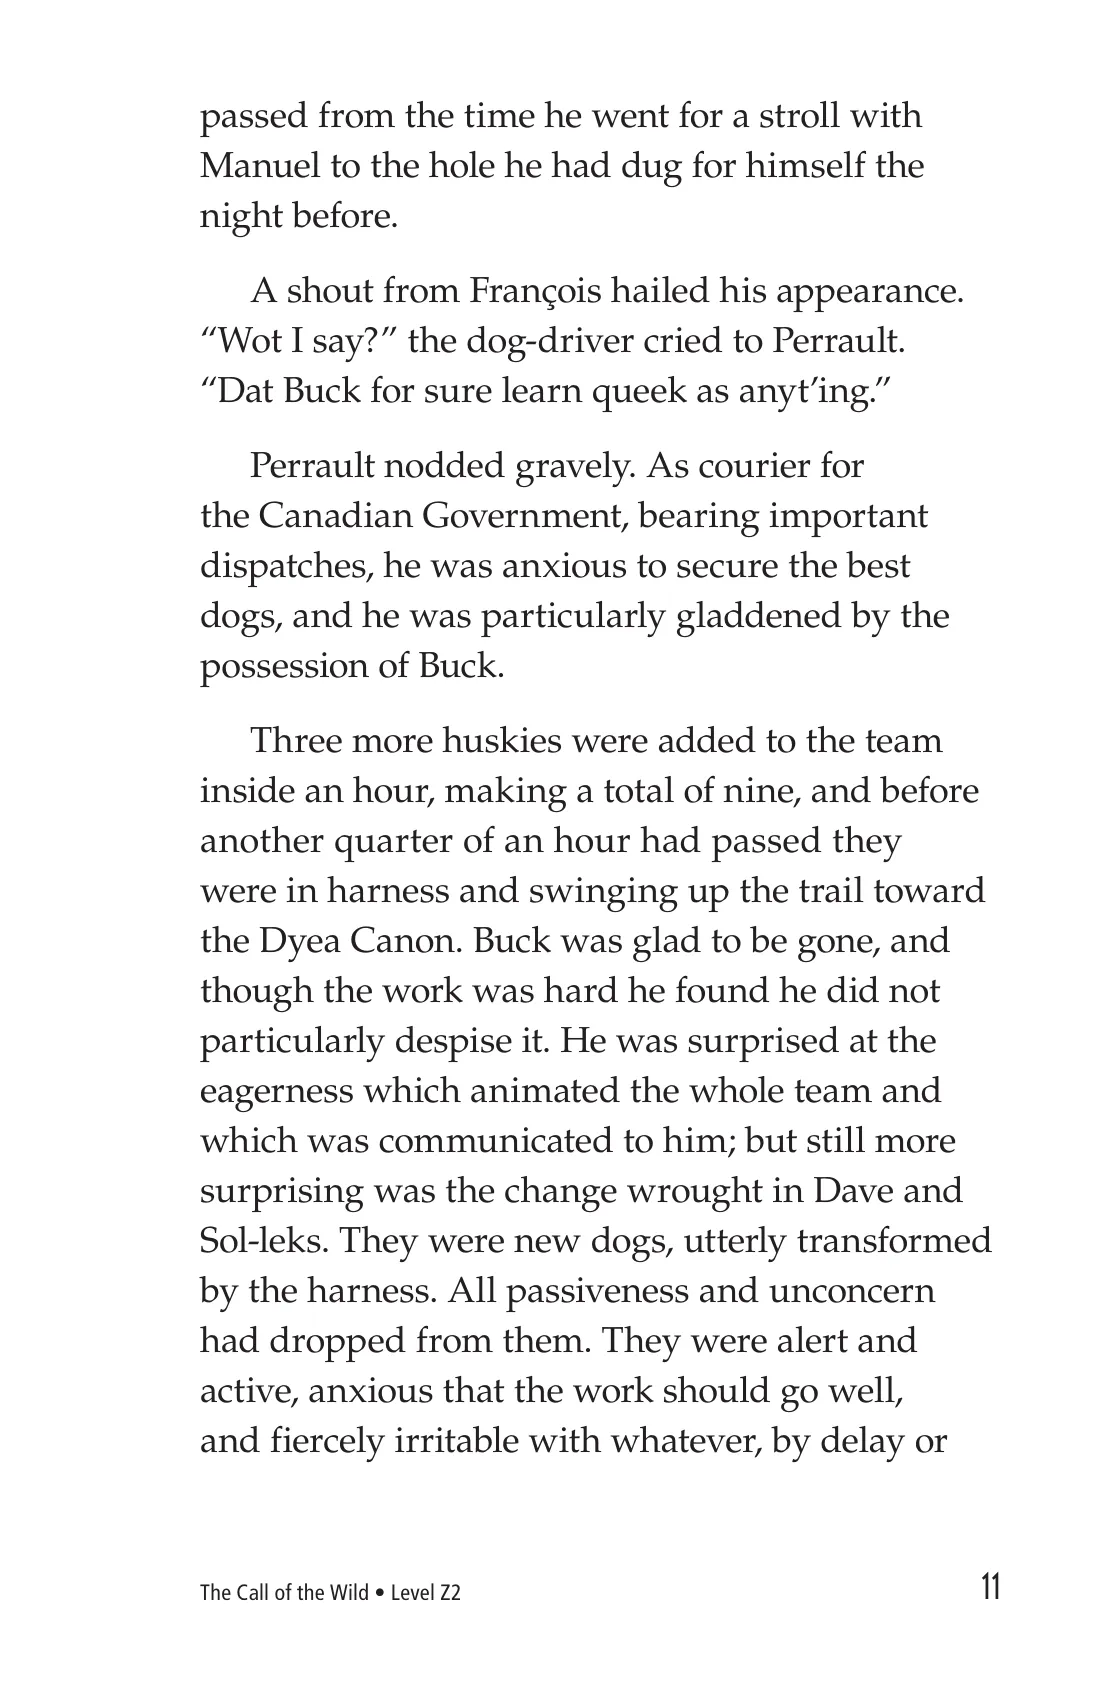 passed from the time he went for a stroll with
Manuel to the hole he had dug for himself the
night before.
A shout from François hailed his appearance.
“Wot I say?” the dog-driver cried to Perrault.
“Dat Buck for sure learn queek as anyt’ing.”
Perrault nodded gravely. As courier for
the Canadian Government, bearing important
dispatches, he was anxious to secure the best
dogs, and he was particularly gladdened by the
possession of Buck.
Three more huskies were added to the team
inside an hour, making a total of nine, and before
another quarter of an hour had passed they
were in harness and swinging up the trail toward
the Dyea Canon. Buck was glad to be gone, and
though the work was hard he found he did not
particularly despise it. He was surprised at the
eagerness which animated the whole team and
which was communicated to him; but still more
surprising was the change wrought in Dave and
Sol-leks. They were new dogs, utterly transformed
by the harness. All passiveness and unconcern
had dropped from them. They were alert and
active, anxious that the work should go well,
and fiercely irritable with whatever, by delay or
The Call of the Wild • Level Z2 11